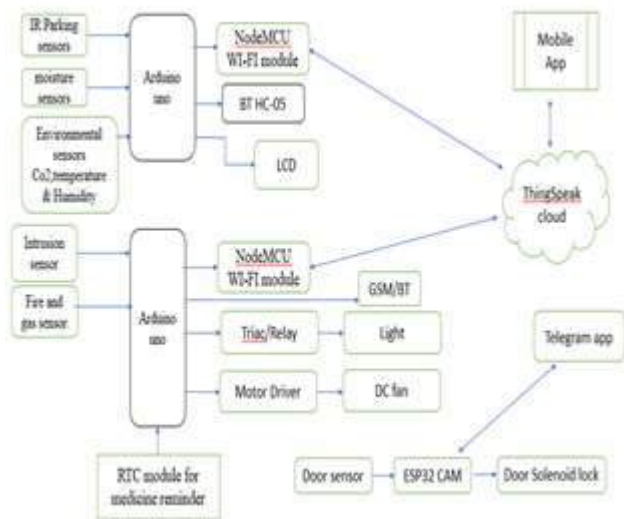 IR Parking
sensors
moisture
sensors
Environmental
sensors
Co2,temperature
& Humidity
Arduino
uno
NodeMCU
WI-FI module
BT HC-05
LCD
Mobile
App
ThingSpeak
cloud
Intrusion
sensor
Fire and
gas sensor
Arduino
uno
NodeMCU
WI-FI module
GSM/BT
Triac/Relay
Light
Motor Driver
DC fan
RTC module for
medicine reminder
Telegram app
Door sensor
ESP32 CAM
Door Solenoid lock